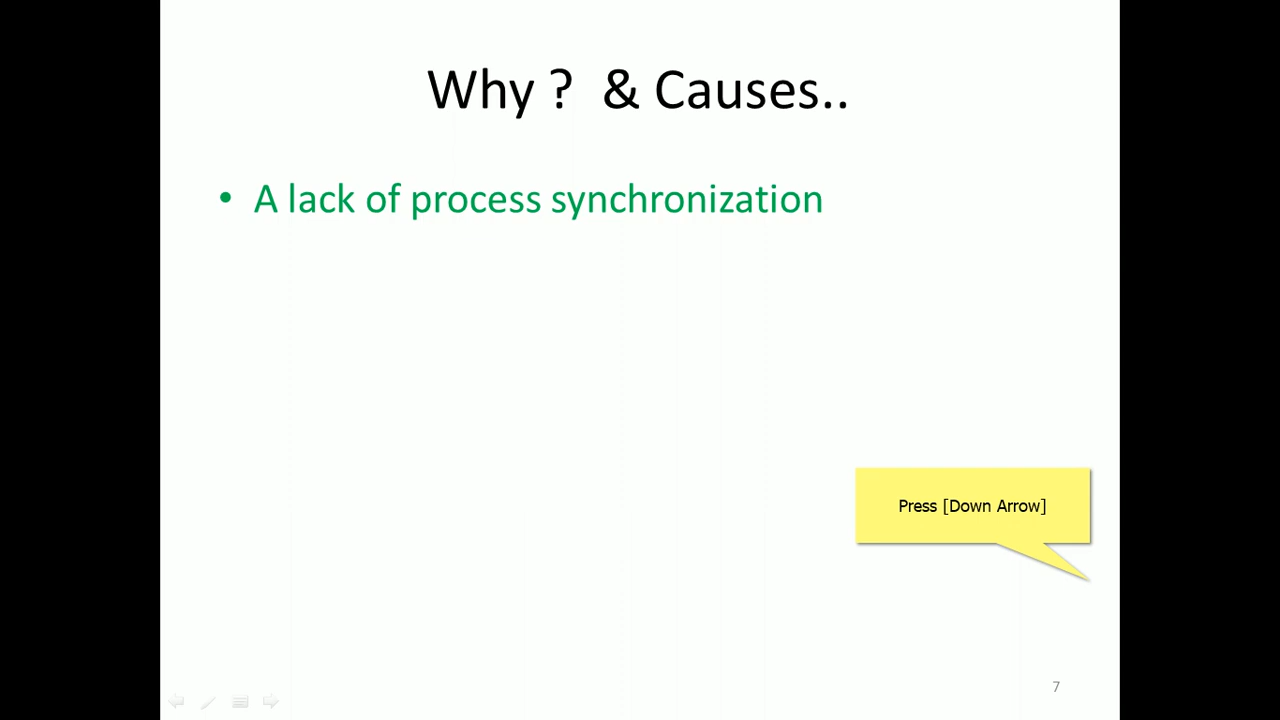 Why ? & Causes..
• A lack of process synchronization
Press [Down Arrow]
7